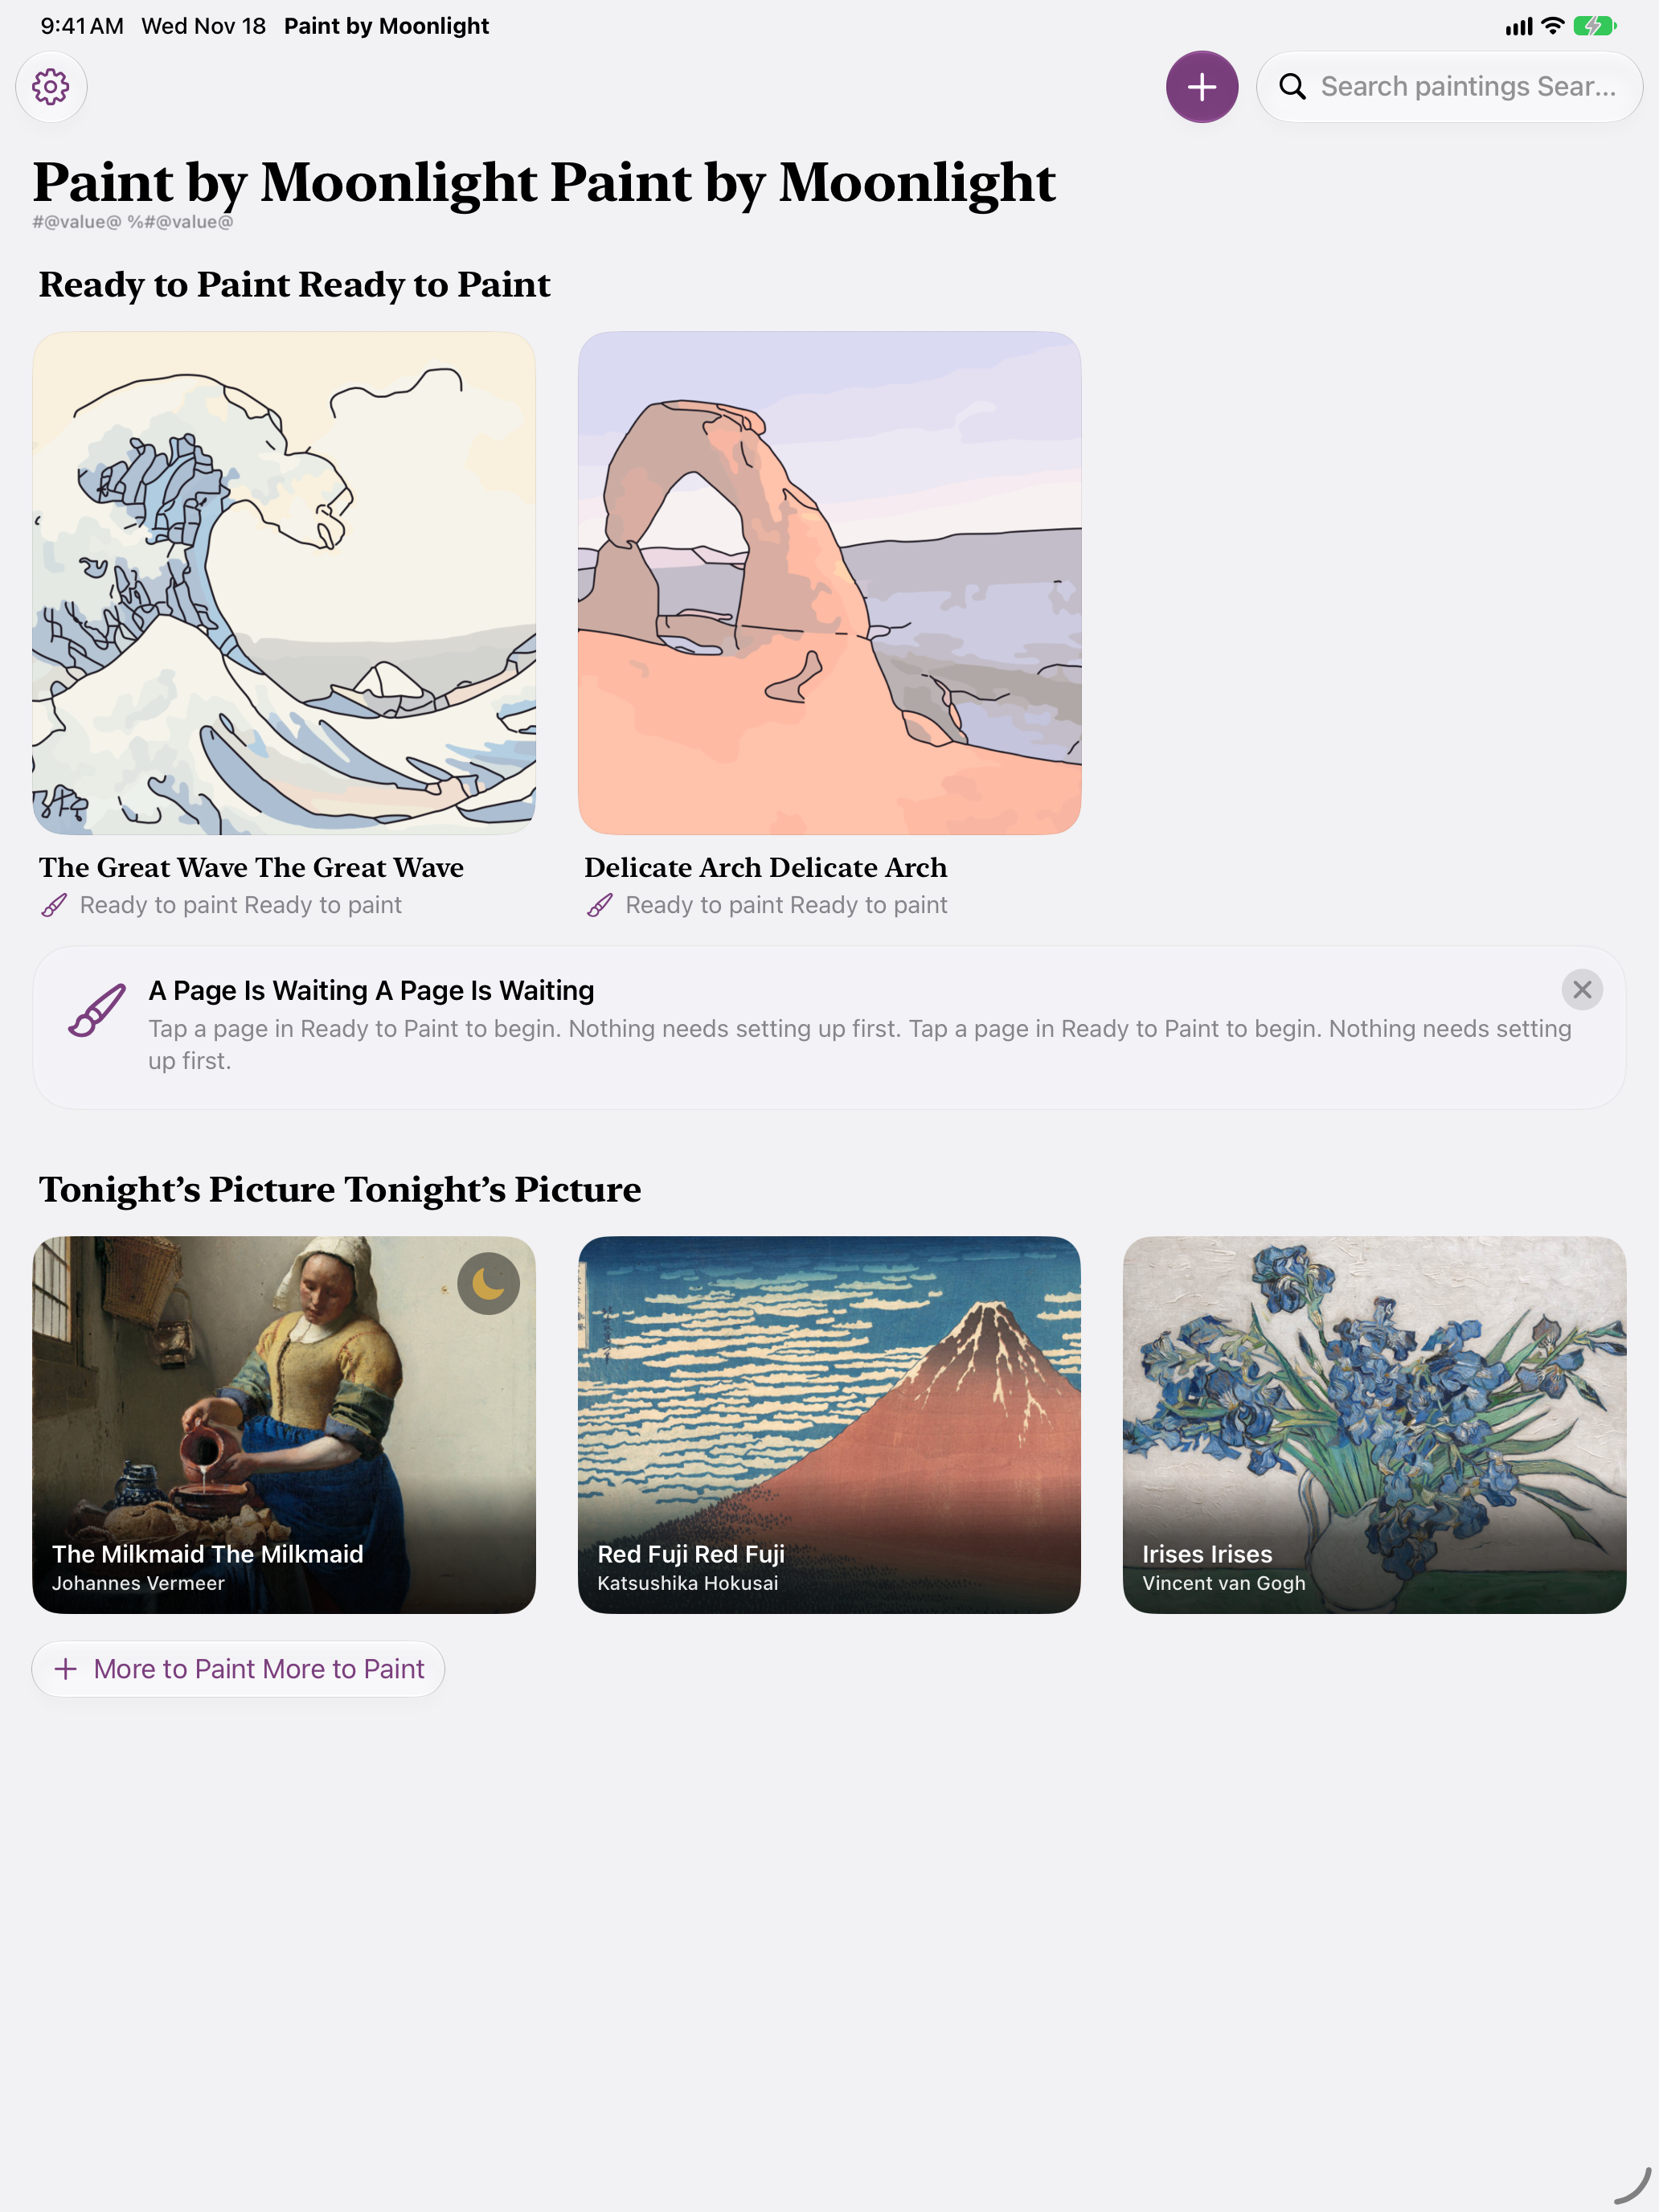 9:41 AM Wed Nov 18 Paint by Moonlight
Search paintings Sear...
Paint by Moonlight Paint by Moonlight
#@value@ %#@value@
Ready to Paint Ready to Paint
The Great Wave The Great Wave
Ready to paint Ready to paint
Delicate Arch Delicate Arch
Ready to paint Ready to paint
A Page Is Waiting A Page Is Waiting
Tap a page in Ready to Paint to begin. Nothing needs setting up first. Tap a page in Ready to Paint to begin. Nothing needs setting
up first.
Tonight’s Picture Tonight’s Picture
The Milkmaid The Milkmaid
Johannes Vermeer
Red Fuji Red Fuji
Katsushika Hokusai
Irises Irises
Vincent van Gogh
More to Paint More to Paint